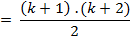 = (k + 1) . (k + 2) / 2